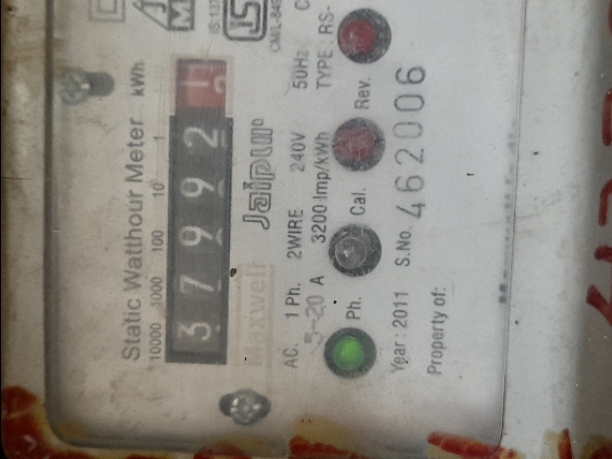 Static Watthour Meter kWh
10000 1000 100 10 1
3 7 9 9 2 1
Jaipur
Maxwell
AC. 1 Ph. 2WIRE 240V 50Hz
5-20 A 3200 Imp/kWh TYPE : RS-
Ph. Cal. Rev.
Year : 2011 S.No. 462006
Property of: